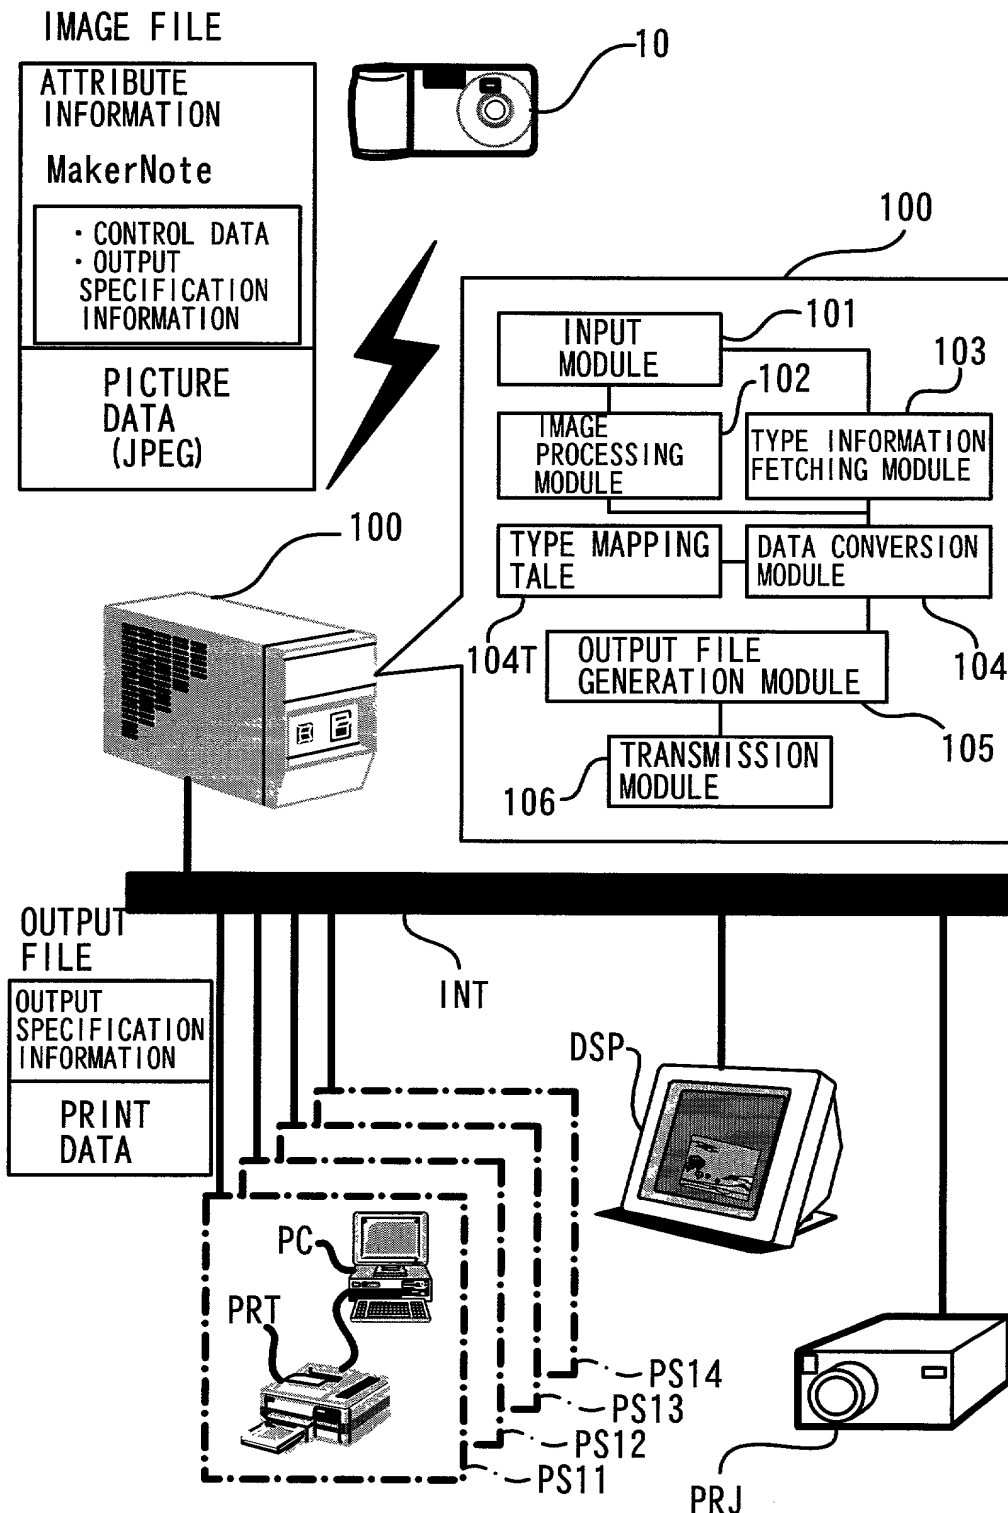 IMAGE FILE
ATTRIBUTE
INFORMATION
MakerNote
· CONTROL DATA
· OUTPUT
SPECIFICATION
INFORMATION
PICTURE
DATA
(JPEG)
10
100
101
INPUT
MODULE
102
103
IMAGE
PROCESSING
MODULE
TYPE INFORMATION
FETCHING MODULE
TYPE MAPPING
TALE
DATA CONVERSION
MODULE
104T
104
OUTPUT FILE
GENERATION MODULE
105
TRANSMISSION
MODULE
106
100
OUTPUT
FILE
OUTPUT
SPECIFICATION
INFORMATION
PRINT
DATA
INT
DSP
PC
PRT
PS14
PS13
PS12
PS11
PRJ